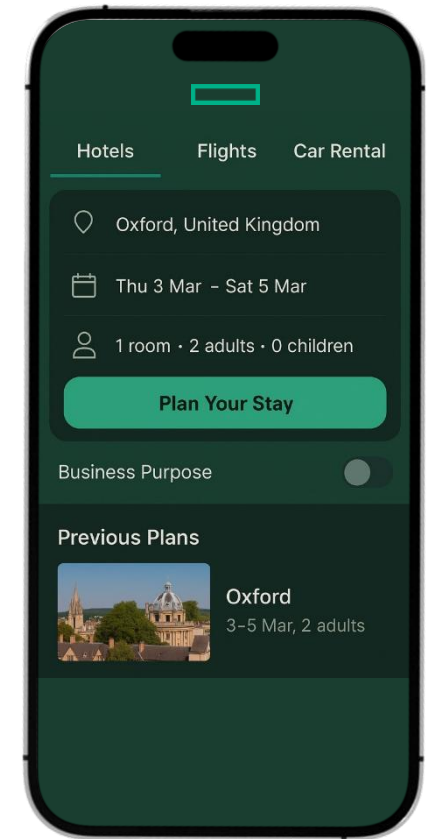 Hotels Flights Car Rental
Oxford, United Kingdom
Thu 3 Mar – Sat 5 Mar
1 room · 2 adults · 0 children
Plan Your Stay
Business Purpose
Previous Plans
Oxford
3–5 Mar, 2 adults